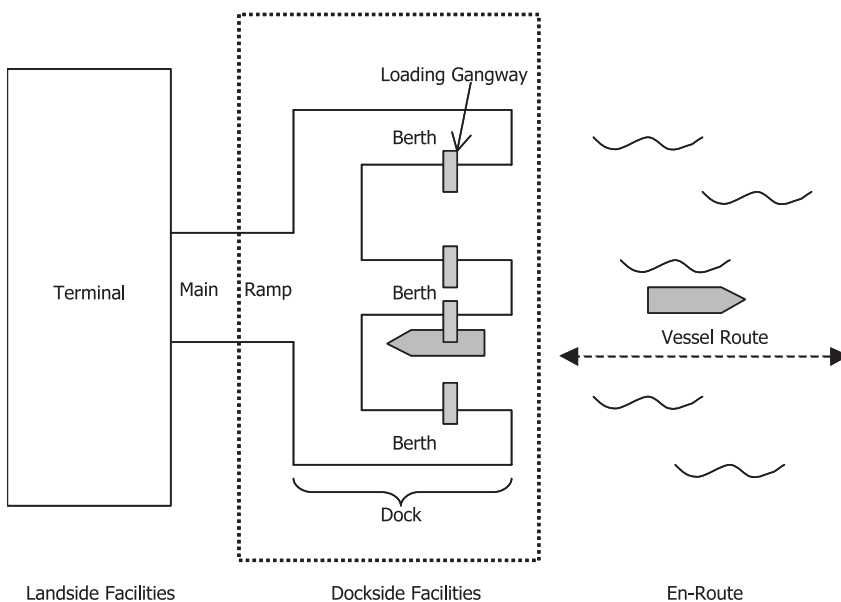 Loading Gangway
Berth
Terminal
Main Ramp
Berth
Vessel Route
Berth
Dock
Landside Facilities
Dockside Facilities
En-Route